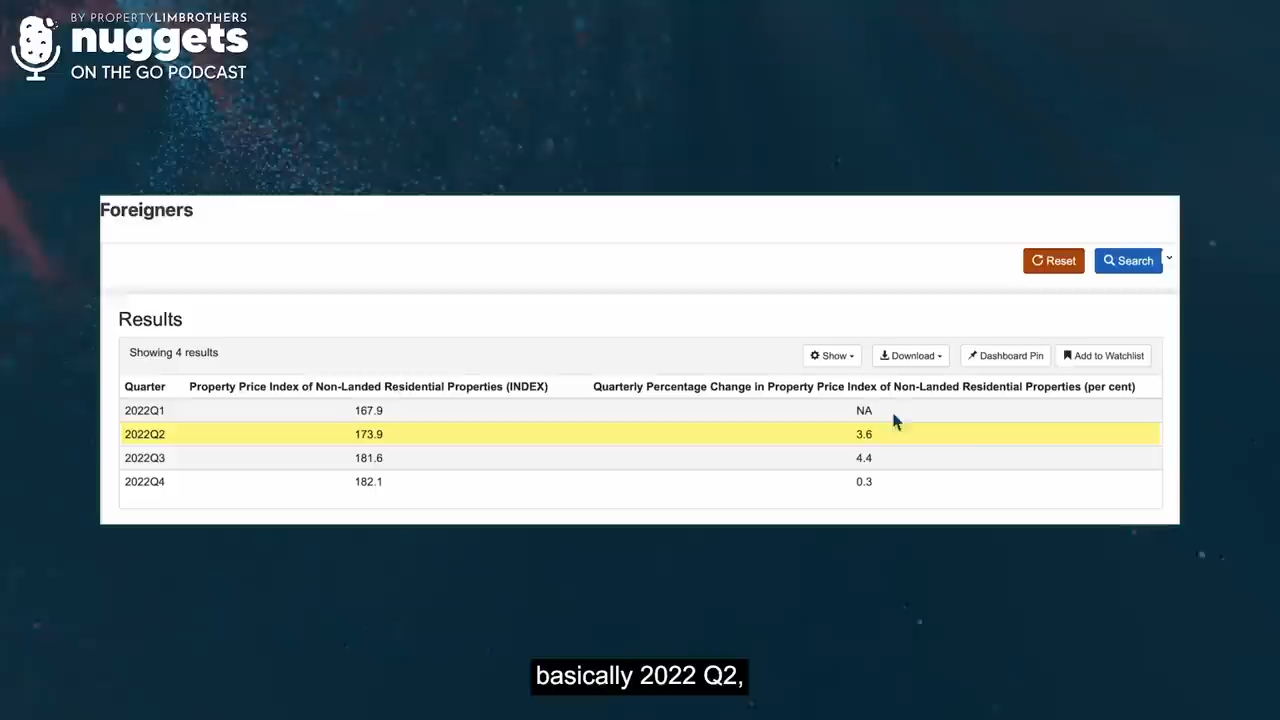 BY PROPERTYLIMBROTHERS
nuggets
ON THE GO PODCAST
Foreigners
Reset Search
Results
Showing 4 results
Show Download Dashboard Pin Add to Watchlist
Quarter Property Price Index of Non-Landed Residential Properties (INDEX) Quarterly Percentage Change in Property Price Index of Non-Landed Residential Properties (per cent)
2022Q1 167.9 NA
2022Q2 173.9 3.6
2022Q3 181.6 4.4
2022Q4 182.1 0.3
basically 2022 Q2,